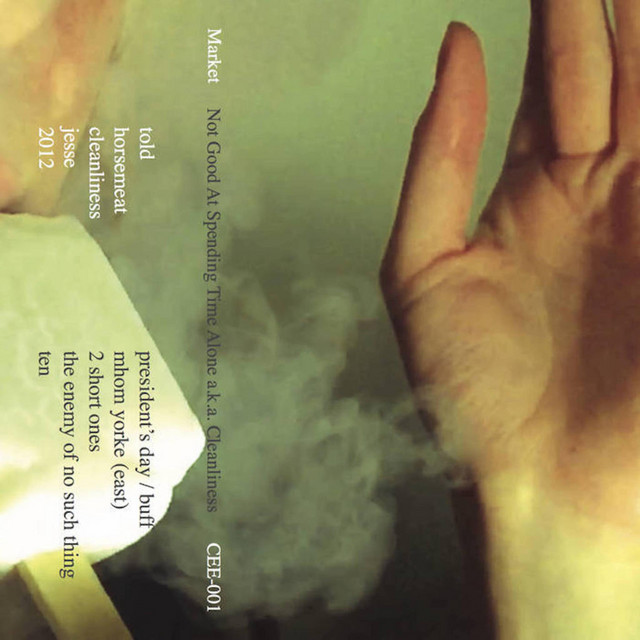 Market Not Good At Spending Time Alone a.k.a. Cleanliness CEE-001
told
horsemeat
cleanliness
jesse
2012
president's day / buff
mhom yorke (east)
2 short ones
the enemy of no such thing
ten